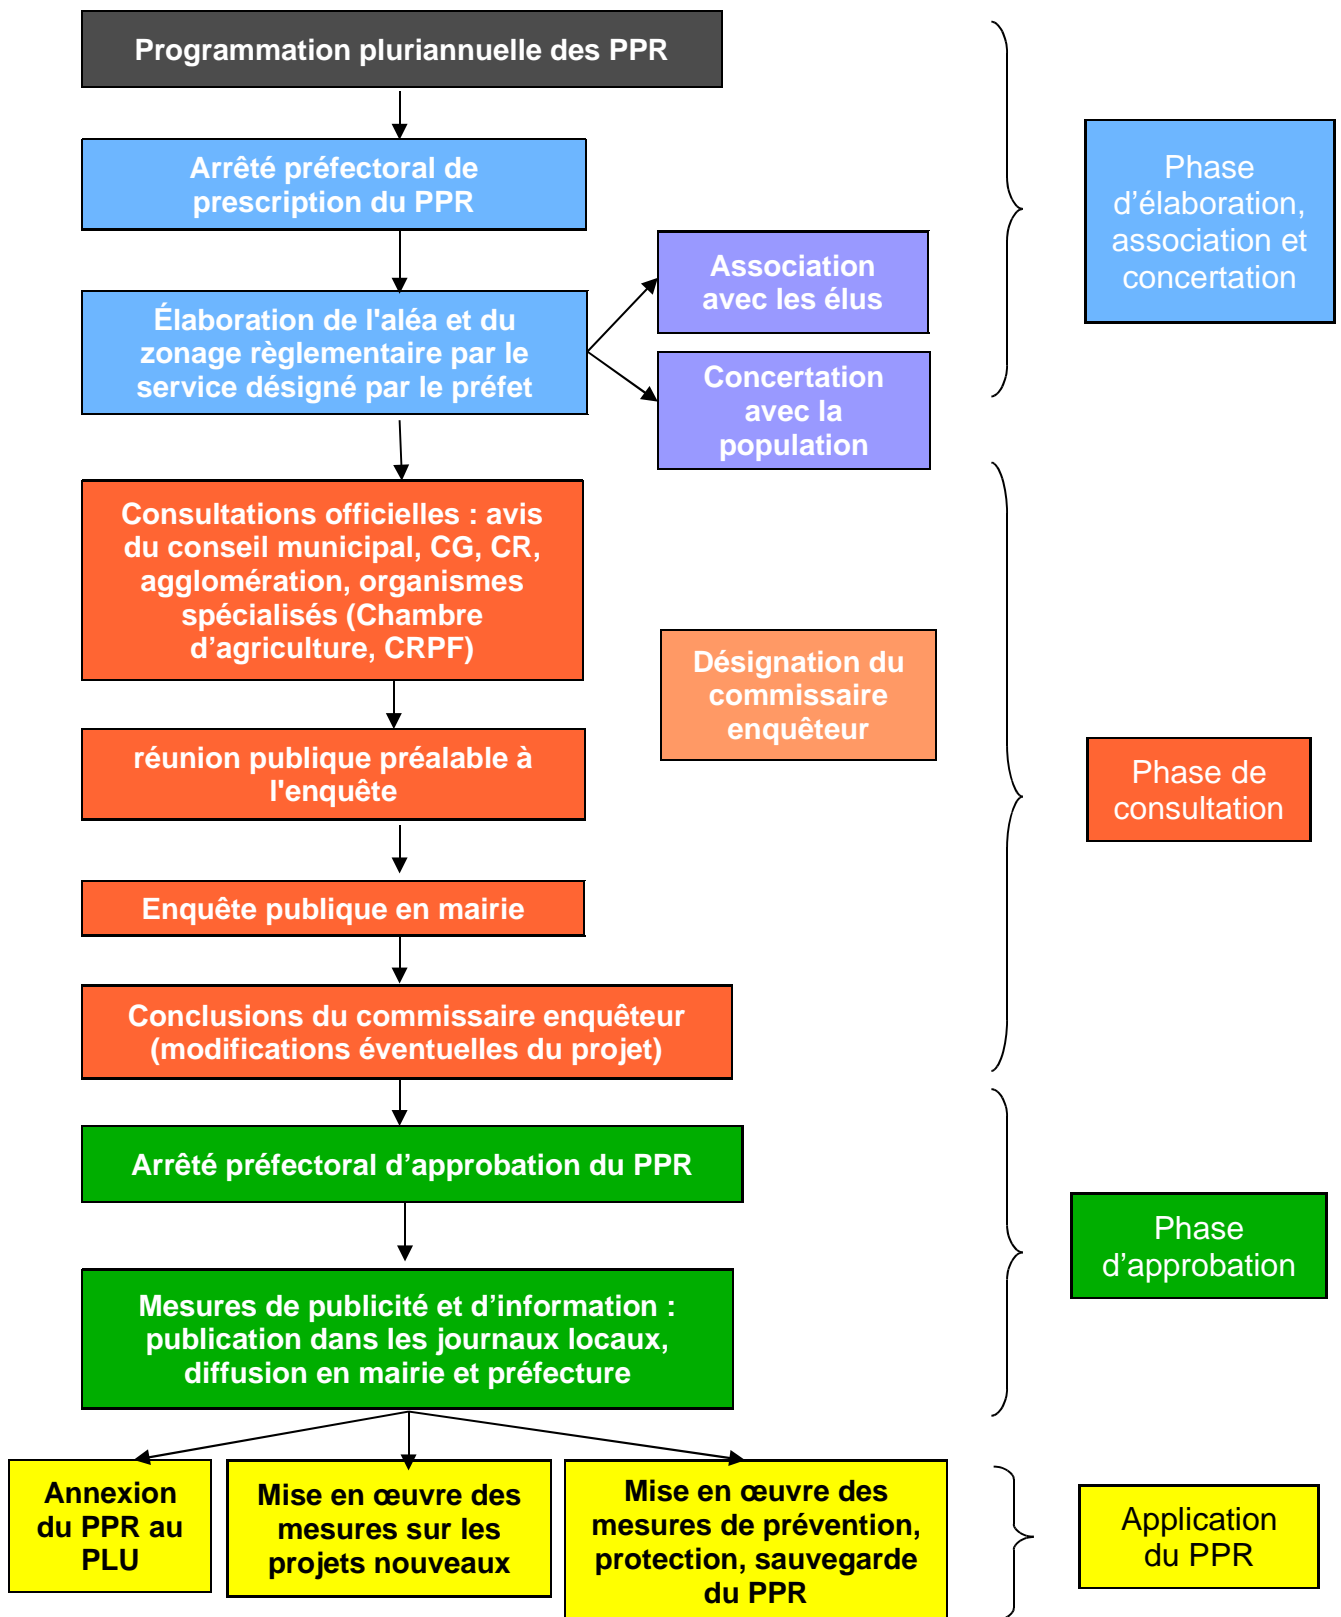 Programmation pluriannuelle des PPR
Arrêté préfectoral de
prescription du PPR
Phase
d’élaboration,
association et
concertation
Association
avec les élus
Élaboration de l'aléa et du
zonage règlementaire par le
service désigné par le préfet
Concertation
avec la
population
Consultations officielles : avis
du conseil municipal, CG, CR,
agglomération, organismes
spécialisés (Chambre
d’agriculture, CRPF)
Désignation du
commissaire
enquêteur
réunion publique préalable à
l'enquête
Phase de
consultation
Enquête publique en mairie
Conclusions du commissaire enquêteur
(modifications éventuelles du projet)
Arrêté préfectoral d’approbation du PPR
Phase
d’approbation
Mesures de publicité et d’information :
publication dans les journaux locaux,
diffusion en mairie et préfecture
Annexion
du PPR au
PLU
Mise en œuvre des
mesures sur les
projets nouveaux
Mise en œuvre des
mesures de prévention,
protection, sauvegarde
du PPR
Application
du PPR